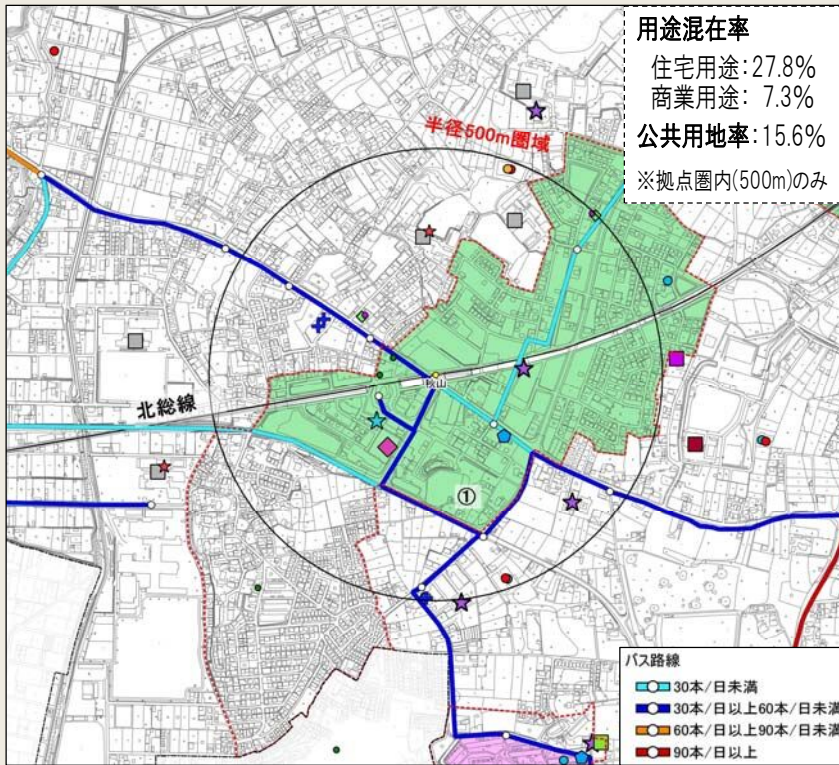 用途混在率
住宅用途:27.8%
商業用途: 7.3%
公共用地率:15.6%
※拠点圏内(500m)のみ
半径500m圏域
秋山
北総線
①
バス路線
30本/日未満
30本/日以上60本/日未満
60本/日以上90本/日未満
90本/日以上